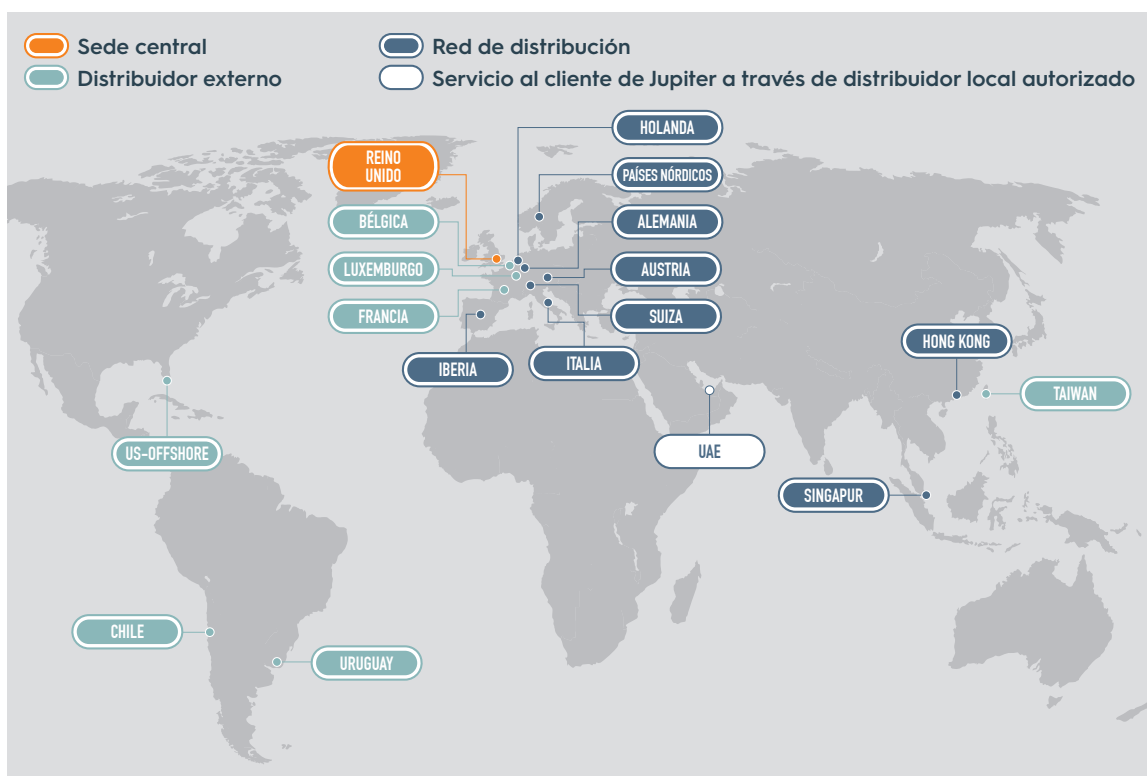 Sede central
Red de distribución
Distribuidor externo
Servicio al cliente de Jupiter a través de distribuidor local autorizado
HOLANDA
REINO
UNIDO
PAÍSES NÓRDICOS
BÉLGICA
ALEMANIA
LUXEMBURGO
AUSTRIA
FRANCIA
SUIZA
HONG KONG
IBERIA
ITALIA
TAIWAN
US-OFFSHORE
UAE
SINGAPUR
CHILE
URUGUAY